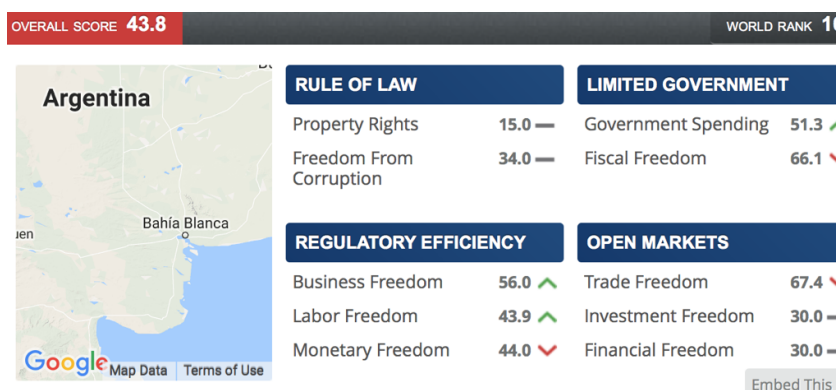 OVERALL SCORE 43.8
WORLD RANK
Argentina
Bahía Blanca
Google Map Data Terms of Use
RULE OF LAW
Property Rights 15.0 —
Freedom From
Corruption 34.0 —
LIMITED GOVERNMENT
Government Spending 51.3
Fiscal Freedom 66.1
REGULATORY EFFICIENCY
Business Freedom 56.0
Labor Freedom 43.9
Monetary Freedom 44.0
OPEN MARKETS
Trade Freedom 67.4
Investment Freedom 30.0 —
Financial Freedom 30.0 —
Embed This